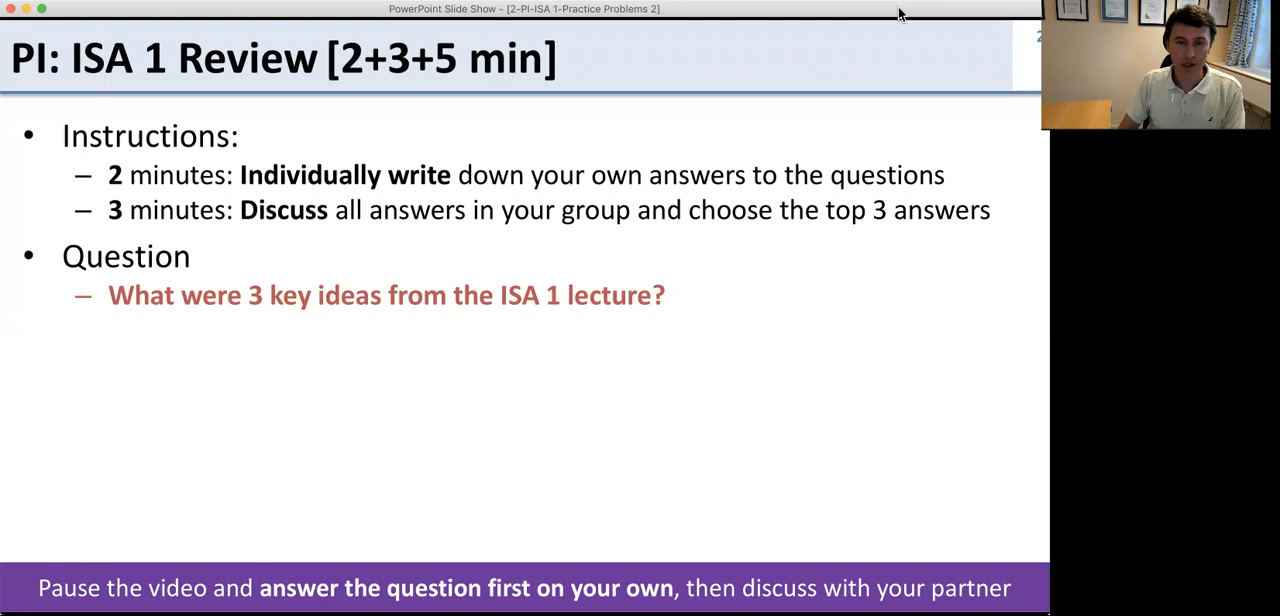 PowerPoint Slide Show - [2-PI-ISA 1-Practice Problems 2]
PI: ISA 1 Review [2+3+5 min]
2
• Instructions:
– 2 minutes: Individually write down your own answers to the questions
– 3 minutes: Discuss all answers in your group and choose the top 3 answers
• Question
– What were 3 key ideas from the ISA 1 lecture?
Pause the video and answer the question first on your own, then discuss with your partner